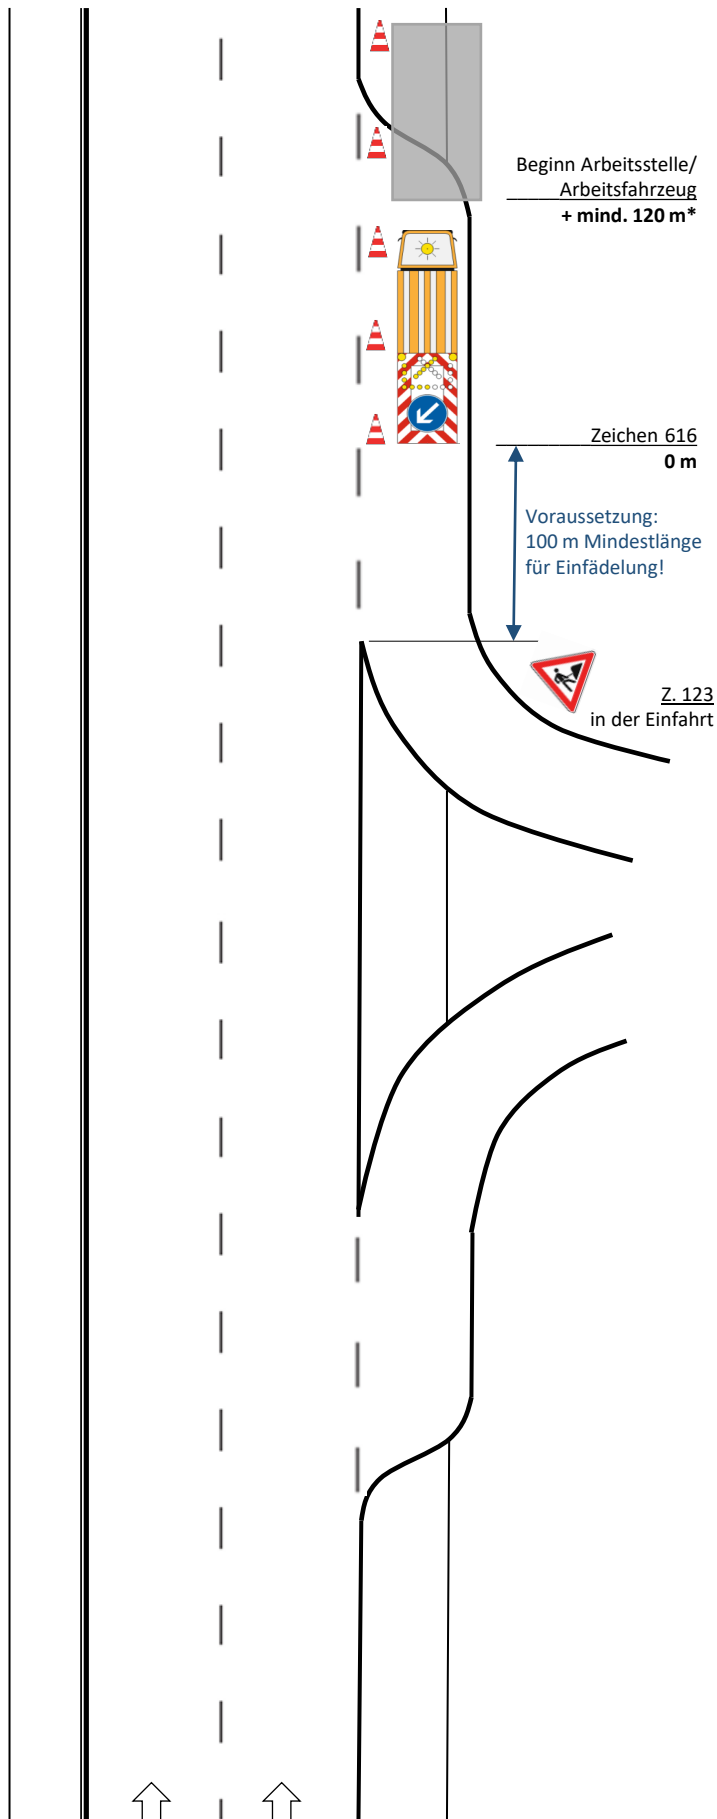 Beginn Arbeitsstelle/
Arbeitsfahrzeug
+ mind. 120 m*
Zeichen 616
0 m
Voraussetzung:
100 m Mindestlänge
für Einfädelung!
Z. 123
in der Einfahrt